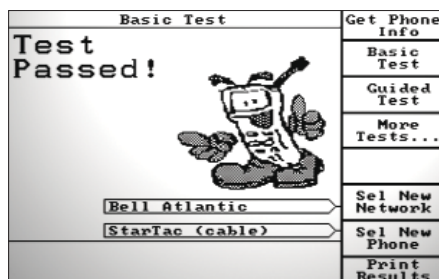 Basic Test
Test
Passed!
Bell Atlantic
StarTac (cable)
Get Phone
Info
Basic
Test
Guided
Test
More
Tests...
Sel New
Network
Sel New
Phone
Print
Results